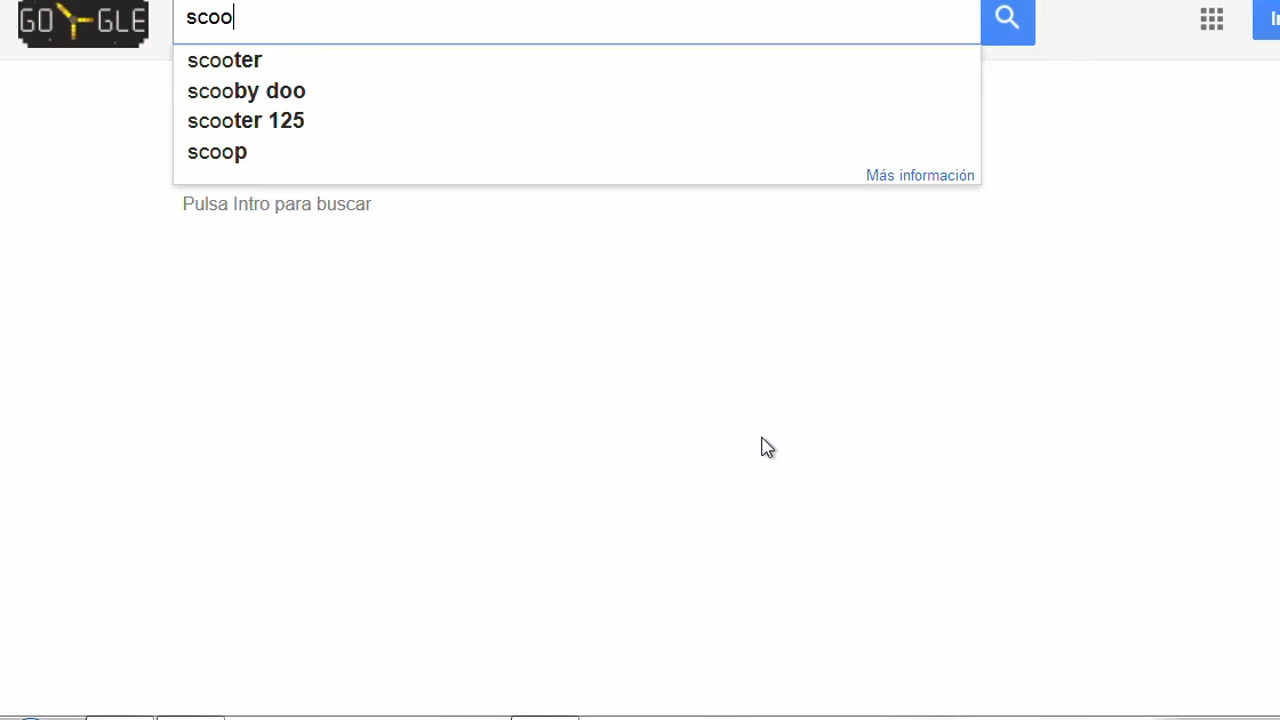 GO GLE
scoo
scooter
scooby doo
scooter 125
scoop
Más información
Pulsa Intro para buscar